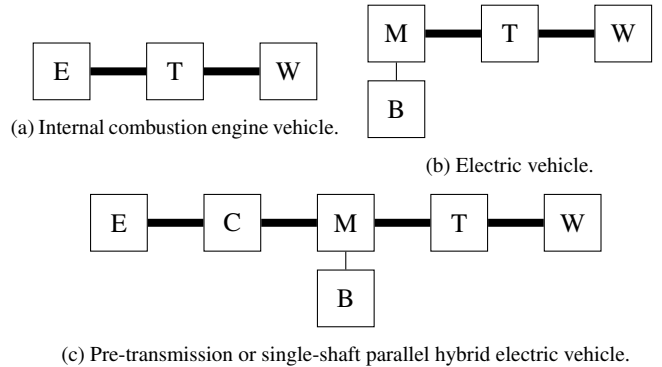 E T W
(a) Internal combustion engine vehicle.
M T W
B
(b) Electric vehicle.
E C M T W
B
(c) Pre-transmission or single-shaft parallel hybrid electric vehicle.